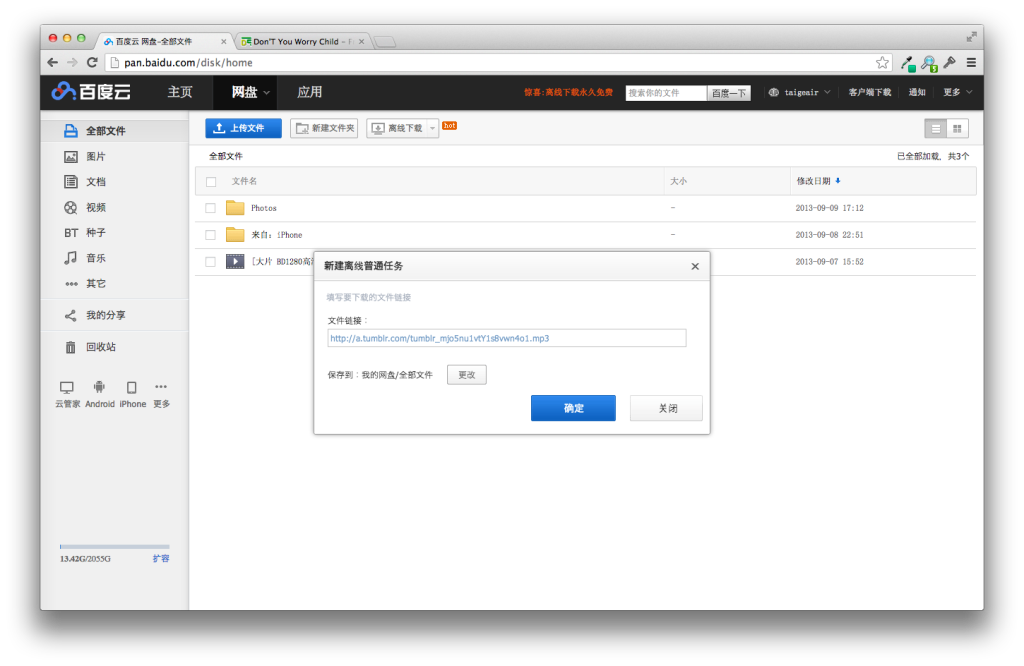 百度云 网盘-全部文件
Don'T You Worry Child -
pan.baidu.com/disk/home
百度云 主页 网盘 应用 惊喜:离线下载永久免费 搜索你的文件 百度一下 taigoair 客户端下载 通知 更多
全部文件
图片
文档
视频
BT 种子
音乐
其它
我的分享
回收站
云管家 Android iPhone 更多
13.42G/2055G 扩容
上传文件 新建文件夹 离线下载 hot
全部文件 已全部加载，共3个
文件名 大小 修改日期
Photos - 2013-09-09 17:12
来自：iPhone - 2013-09-08 22:51
[大片 BD1280高 2013-09-07 15:52
新建离线普通任务
填写要下载的文件链接
文件链接：
http://a.tumblr.com/tumblr_mjo5nu1vtY1s8vwn4o1.mp3
保存到：我的网盘/全部文件 更改
确定 关闭